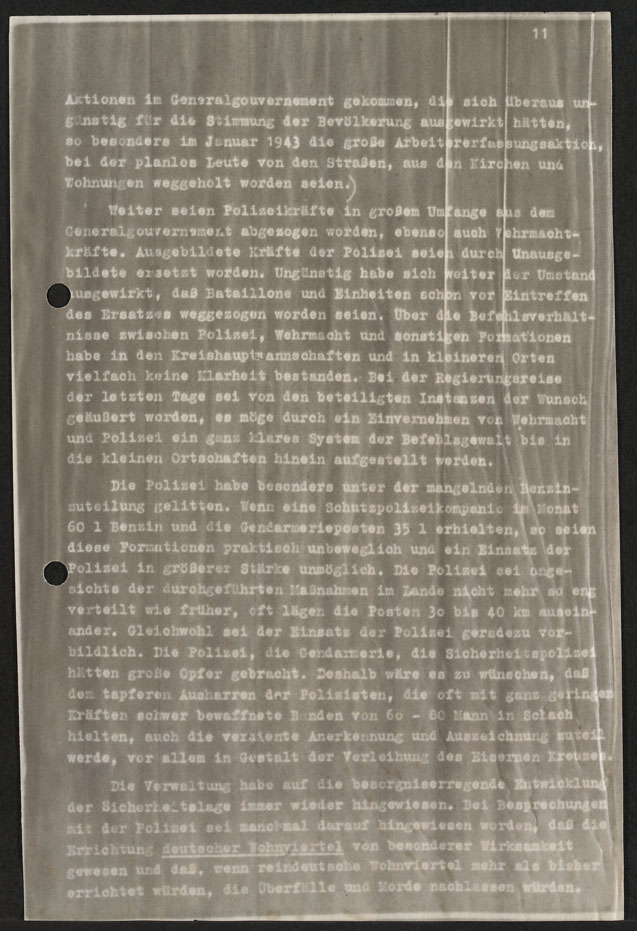 11
Aktionen im Generalgouvernement gekommen, die sich überaus un-
günstig für die Stimmung der Bevölkerung ausgewirkt hätten,
so besonders im Januar 1943 die große Arbeitererfassungsaktion,
bei der planlos Leute von den Straßen, aus den Kirchen und
Wohnungen weggeholt worden seien.)
Weiter seien Polizeikräfte in großem Umfange aus dem
Generalgouvernement abgezogen worden, ebenso auch Wehrmacht-
kräfte. Ausgebildete Kräfte der Polizei seien durch Unausge-
bildete ersetzt worden. Ungünstig habe sich weiter der Umstand
ausgewirkt, daß Bataillone und Einheiten schon vor Eintreffen
des Ersatzes weggezogen worden seien. Über die Befehlsverhält-
nisse zwischen Polizei, Wehrmacht und sonstigen Formationen
habe in den Kreishauptmannschaften und in kleineren Orten
vielfach keine Klarheit bestanden. Bei der Regierungsreise
der letzten Tage sei von den beteiligten Instanzen der Wunsch
geäußert worden, es möge durch ein Einvernehmen von Wehrmacht
und Polizei ein ganz klares System der Befehlsgewalt bis in
die kleinen Ortschaften hinein aufgestellt werden.
Die Polizei habe besonders unter der mangelnden Benzin-
zuteilung gelitten. Wenn eine Schutzpolizeikompanie im Monat
60 l Benzin und die Gendarmerieposten 35 l erhielten, so seien
diese Formationen praktisch unbeweglich und ein Einsatz der
Polizei in größerer Stärke unmöglich. Die Polizei sei ange-
sichts der durchgeführten Maßnahmen im Lande nicht mehr so eng
verteilt wie früher, oft lägen die Posten 30 bis 40 km ausein-
ander. Gleichwohl sei der Einsatz der Polizei geradezu vor-
bildlich. Die Polizei, die Gendarmerie, die Sicherheitspolizei
hätten große Opfer gebracht. Deshalb wäre es zu wünschen, daß
dem tapferen Ausharren der Polizisten, die oft mit ganz geringen
Kräften schwer bewaffnete Banden von 60 - 80 Mann in Schach
hielten, auch die verdiente Anerkennung und Auszeichnung zuteil
werde, vor allem in Gestalt der Verleihung des Eisernen Kreuzes.
Die Verwaltung habe auf die besorgniserregende Entwicklung
der Sicherheitslage immer wieder hingewiesen. Bei Besprechungen
mit der Polizei sei manchmal darauf hingewiesen worden, daß die
Errichtung deutscher Wohnviertel von besonderer Wirksamkeit
gewesen und daß, wenn reindeutsche Wohnviertel mehr als bisher
errichtet würden, die Überfälle und Morde nachlassen würden.